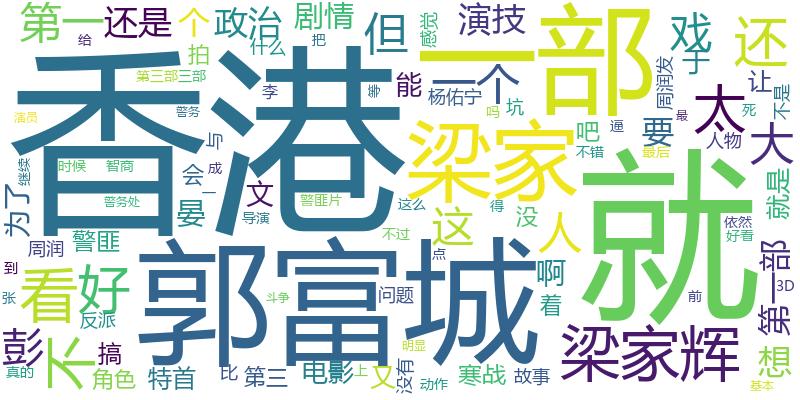 第一 还是 个 政治 剧情 但 演技 戏 还
给 拍 什么 把 感觉 于
香港 第三部 三部 李 等 能 一个 一部 周润发 让 不是
演员 警务 杨佑宁 吗 坑 太 死 最
与 梁家 吧 要 人物 大
时候 智商 成 会 不错 逼 最后
继续 一 就
为了 警务处 晏 文 警匪片 这么 得 没 人 就是
导演 这
周润 警匪 郭富城 不过 点 啊 依然 好看
到 看 好 问题 着 第一部 3D
张 反派 斗争 前
彭 不 搞 明显 梁家辉 想
真的 角色 特首 比 第三 电影 上 又 没有 动作 寒战 故事 基本